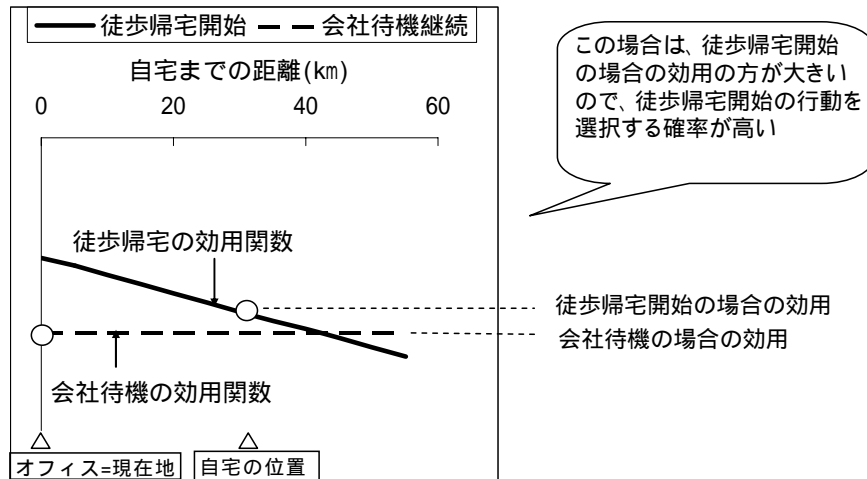 徒歩帰宅開始 会社待機継続
自宅までの距離(km)
0 20 40 60
この場合は、徒歩帰宅開始
の場合の効用の方が大きい
ので、徒歩帰宅開始の行動を
選択する確率が高い
徒歩帰宅の効用関数
徒歩帰宅開始の場合の効用
会社待機の場合の効用
会社待機の効用関数
オフィス=現在地 自宅の位置